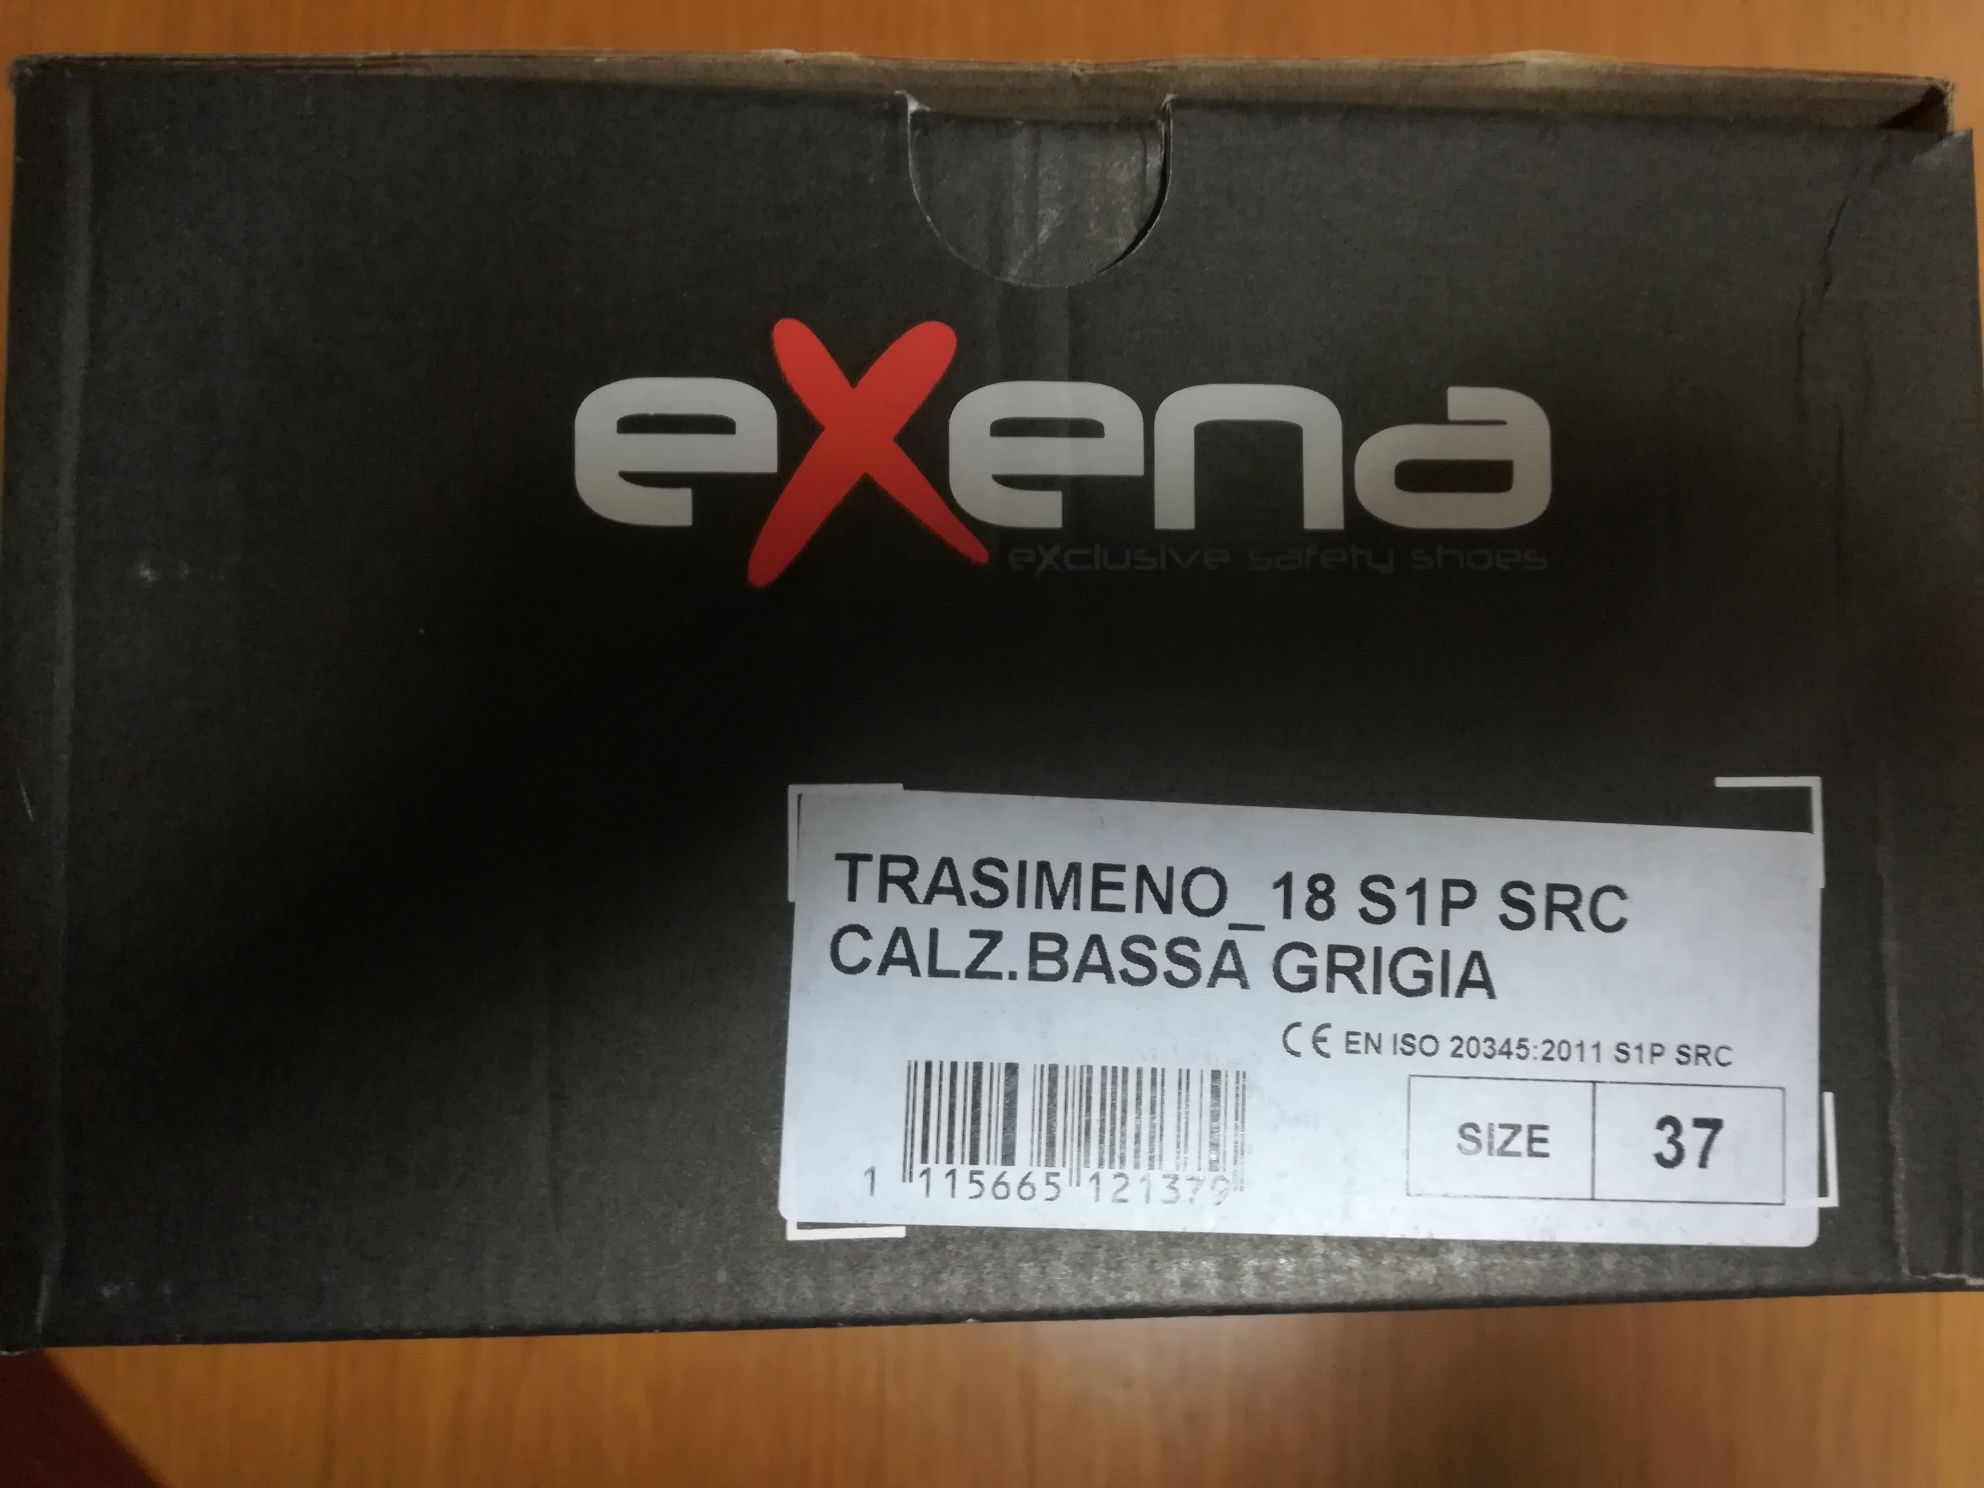 eXena
eXclusive safety shoes
TRASIMENO_18 S1P SRC
CALZ.BASSA GRIGIA
CE EN ISO 20345:2011 S1P SRC
SIZE 37
1 115665 121379